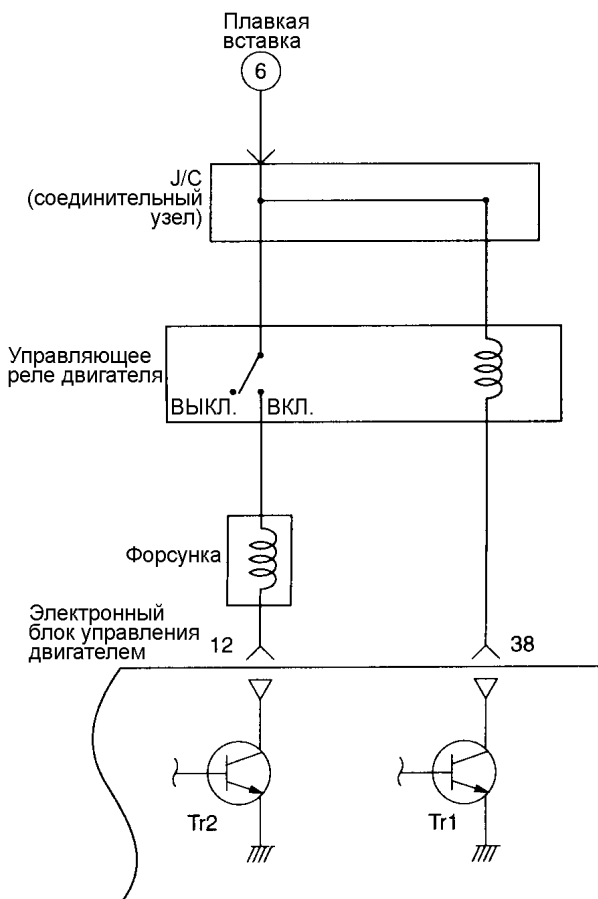 Плавкая
вставка
6
J/C
(соединительный
узел)
Управляющее
реле двигателя
ВЫКЛ.
ВКЛ.
Форсунка
Электронный
блок управления
двигателем
12
38
Tr2
Tr1